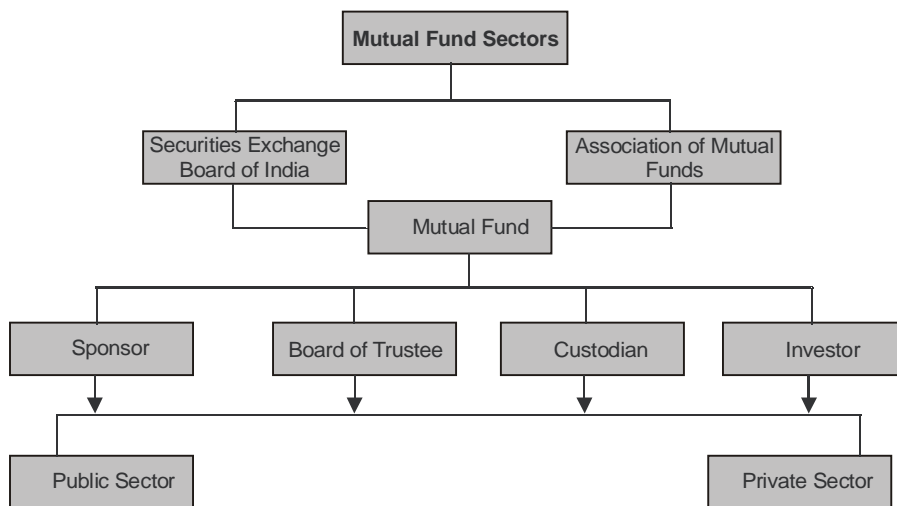 Mutual Fund Sectors
Securities Exchange
Board of India
Association of Mutual
Funds
Mutual Fund
Sponsor
Board of Trustee
Custodian
Investor
Public Sector
Private Sector